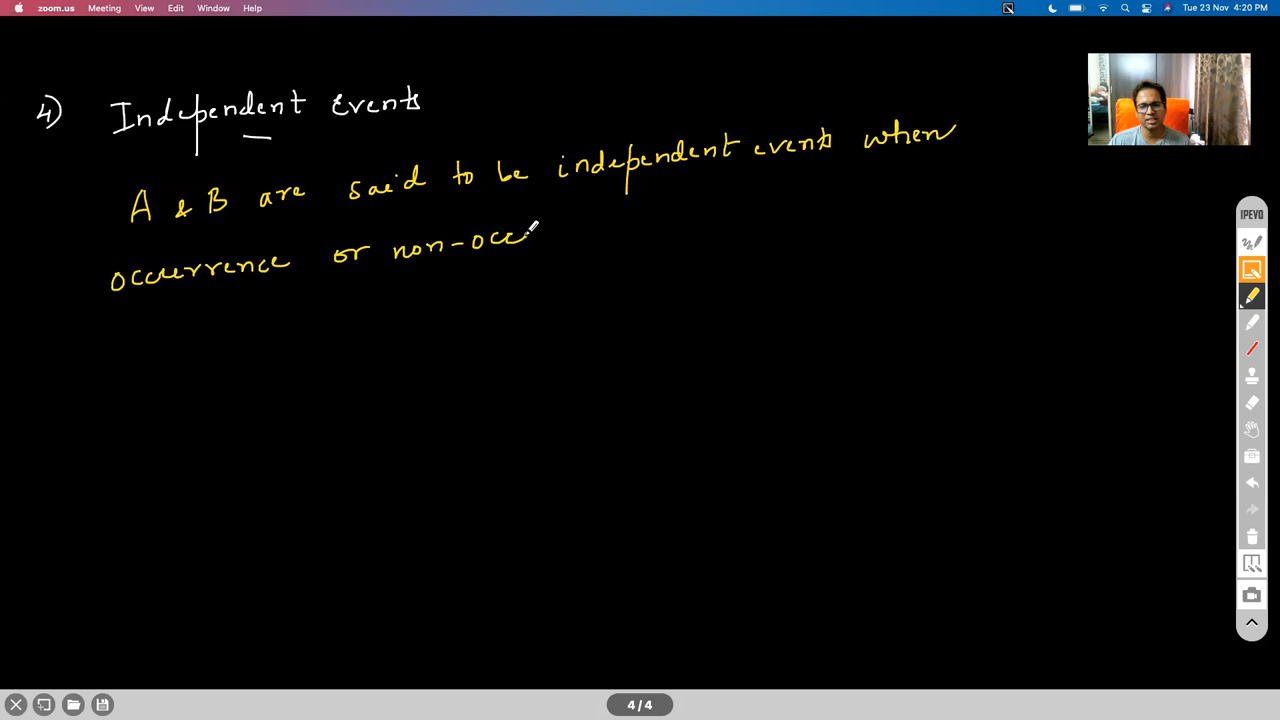 zoom.us Meeting View Edit Window Help Tue 23 Nov 4:20 PM
4) Independent Events
A & B are said to be independent events when
occurrence or non-occ
IPEVO
4 / 4